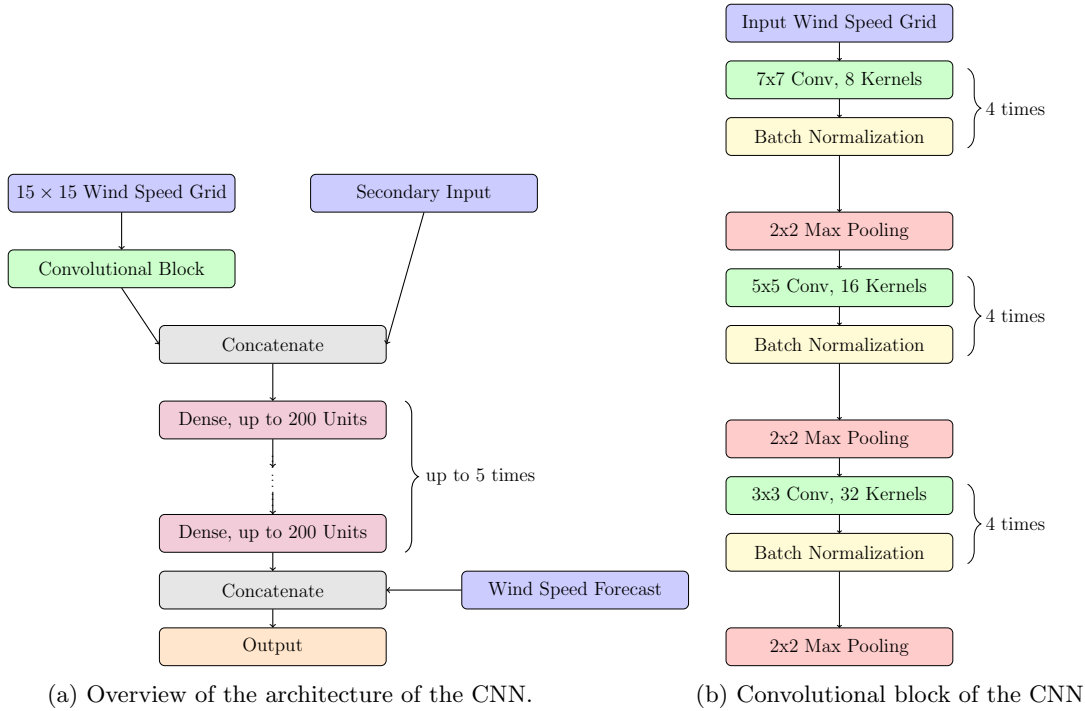 15 × 15 Wind Speed Grid
Secondary Input
Convolutional Block
Concatenate
Dense, up to 200 Units
up to 5 times
Dense, up to 200 Units
Concatenate
Wind Speed Forecast
Output
(a) Overview of the architecture of the CNN.
Input Wind Speed Grid
7x7 Conv, 8 Kernels
4 times
Batch Normalization
2x2 Max Pooling
5x5 Conv, 16 Kernels
4 times
Batch Normalization
2x2 Max Pooling
3x3 Conv, 32 Kernels
4 times
Batch Normalization
2x2 Max Pooling
(b) Convolutional block of the CNN